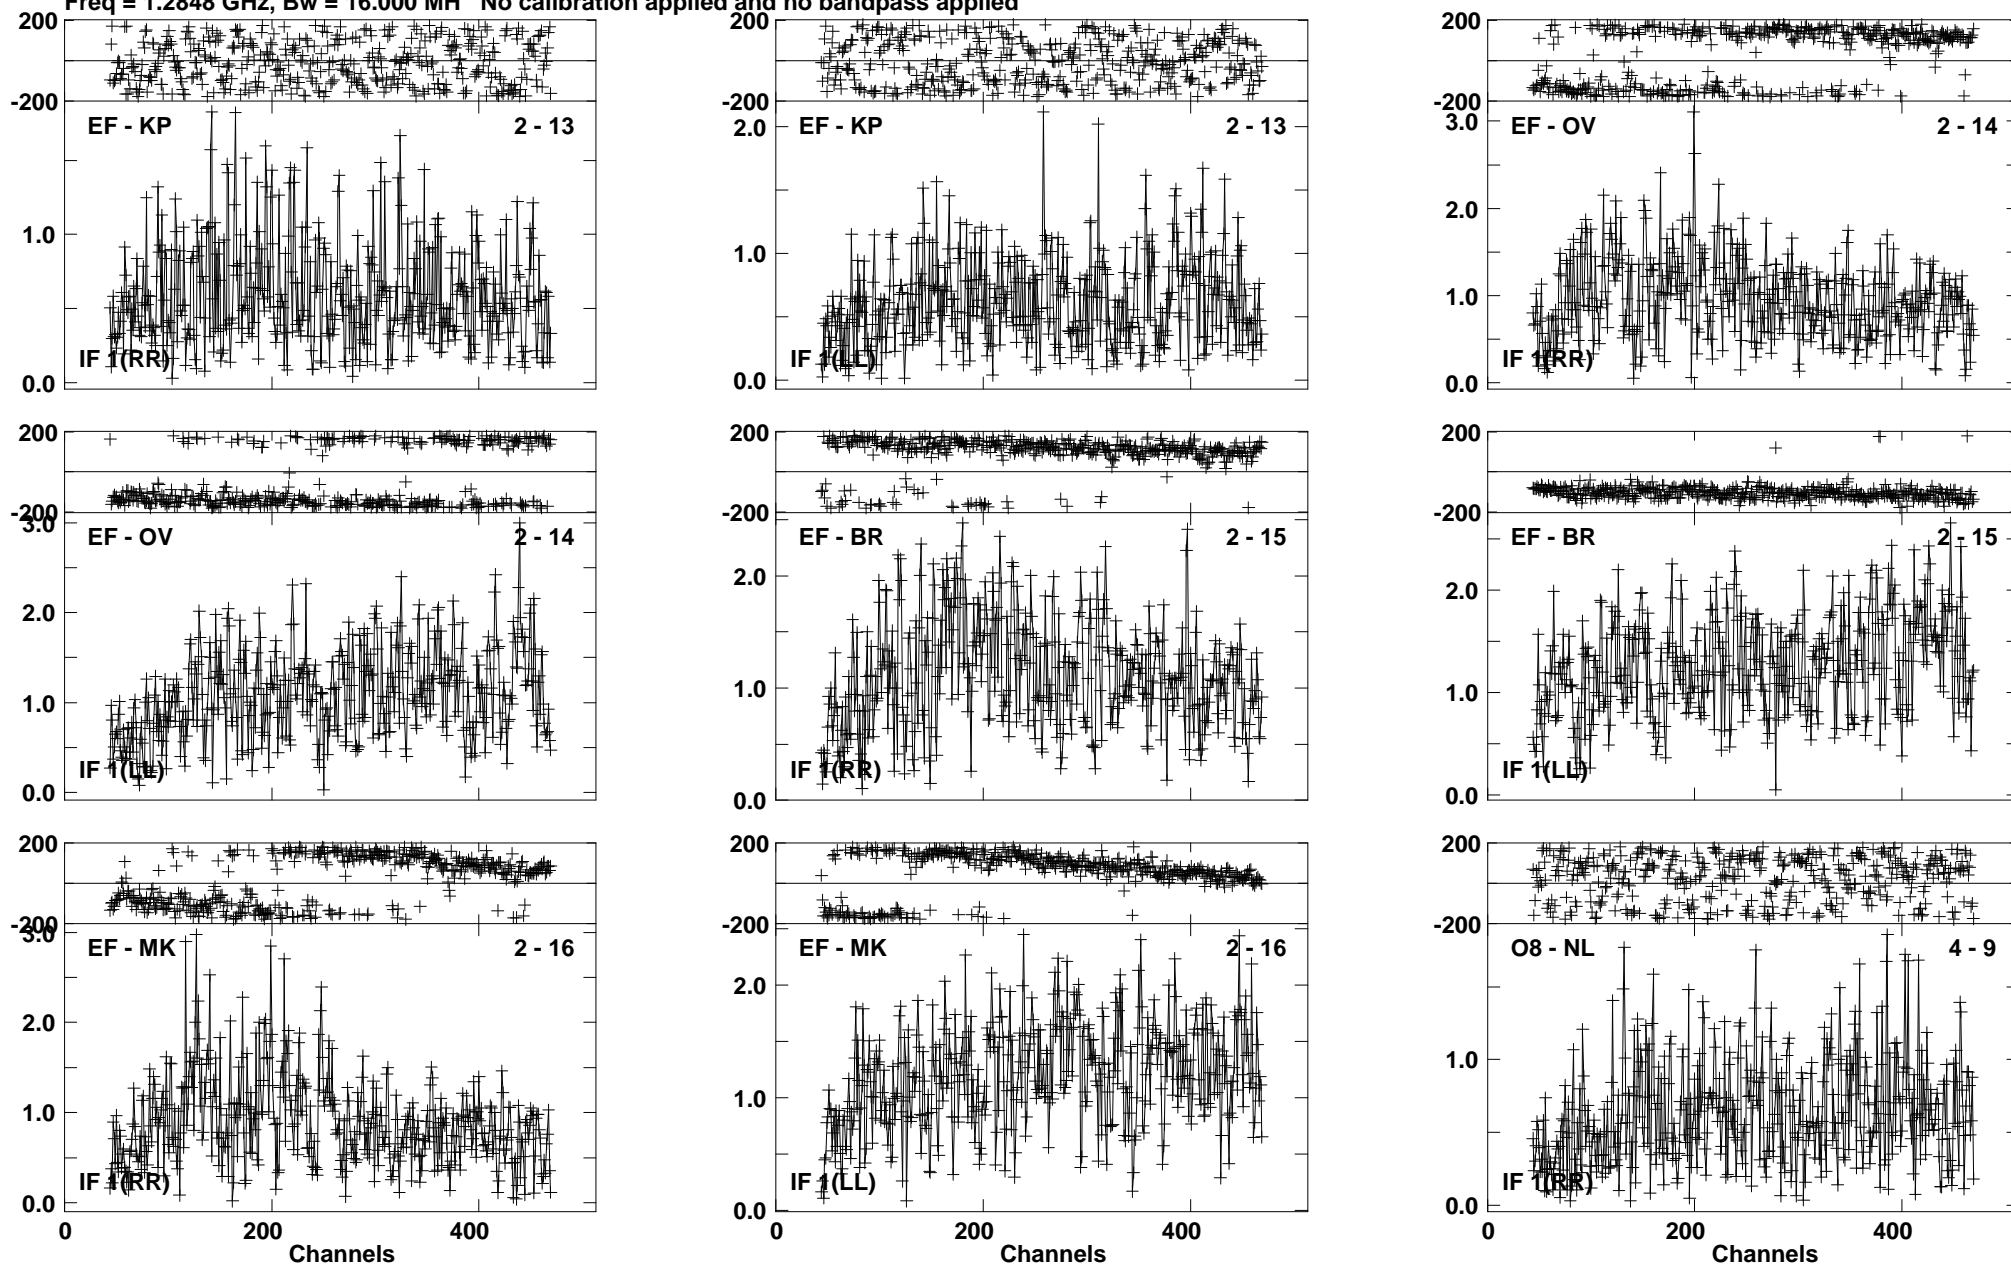 Freq = 1.2848 GHz, Bw = 16.000 MH No calibration applied and no bandpass applied
200 200 200
-200 -200 -200
EF - KP 2 - 13 EF - KP 2 - 13 EF - OV 2 - 14
2.0 3.0
2.0
1.0 1.0 1.0
IF 1(RR) IF 1(LL) IF 1(RR)
0.0 0.0 0.0
200 200 200
-200 -200 -200
3.0
EF - OV 2 - 14 EF - BR 2 - 15 EF - BR 2 - 15
2.0 2.0 2.0
1.0 1.0 1.0
IF 1(LL) IF 1(RR) IF 1(LL)
0.0 0.0 0.0
200 200 200
-200 -200 -200
3.0
EF - MK 2 - 16 EF - MK 2 - 16 O8 - NL 4 - 9
2.0 2.0
1.0 1.0 1.0
IF 1(RR) IF 1(LL) IF 1(RR)
0.0 0.0 0.0
0 200 400 0 200 400 0 200 400
Channels Channels Channels